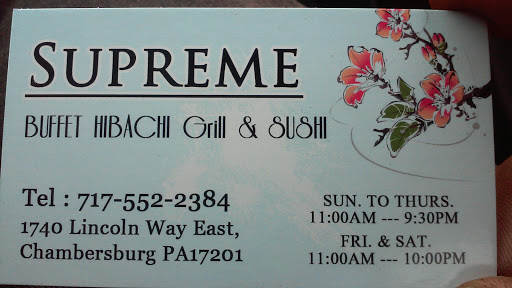 SUPREME
BUFFET HIBACHI Grill & SUSHI
Tel : 717-552-2384
1740 Lincoln Way East,
Chambersburg PA17201
SUN. TO THURS.
11:00AM --- 9:30PM
FRI. & SAT.
11:00AM --- 10:00PM